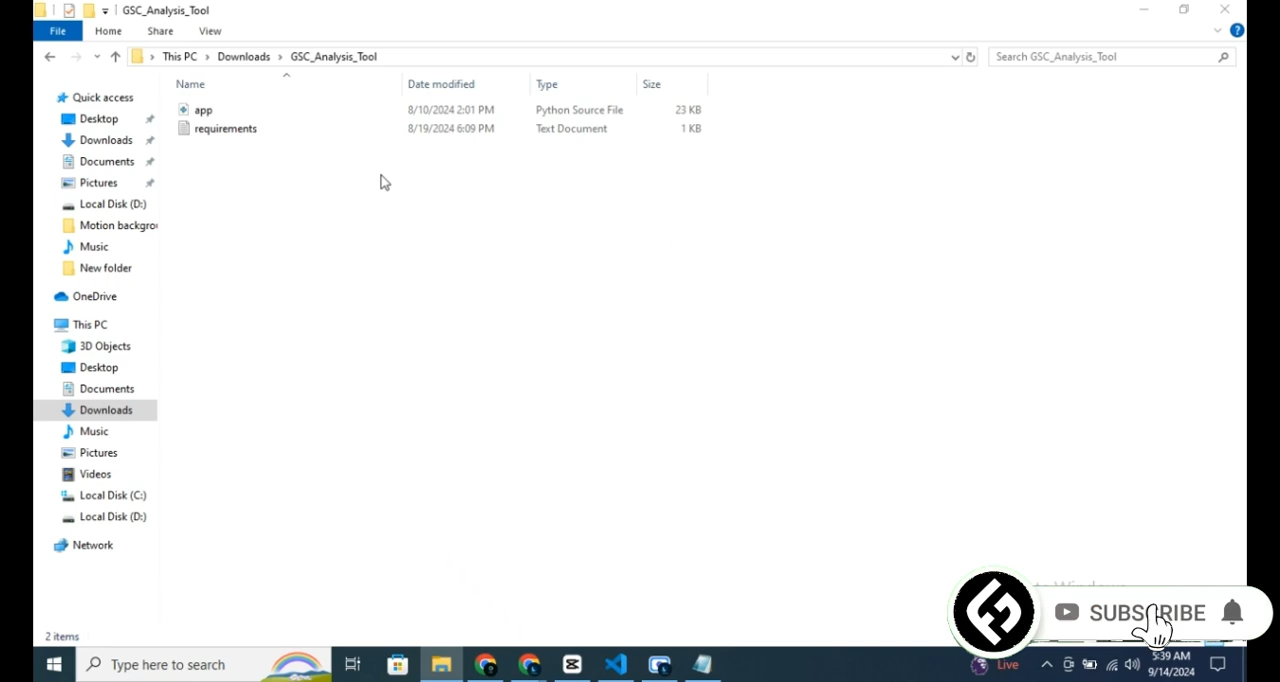 GSC_Analysis_Tool
File Home Share View
This PC > Downloads > GSC_Analysis_Tool
Search GSC_Analysis_Tool
Name Date modified Type Size
app 8/10/2024 2:01 PM Python Source File 23 KB
requirements 8/19/2024 6:09 PM Text Document 1 KB
Quick access
Desktop
Downloads
Documents
Pictures
Local Disk (D:)
Motion backgrou
Music
New folder
OneDrive
This PC
3D Objects
Desktop
Documents
Downloads
Music
Pictures
Videos
Local Disk (C:)
Local Disk (D:)
Network
SUBSCRIBE
2 items
Type here to search
Live
5:39 AM
9/14/2024